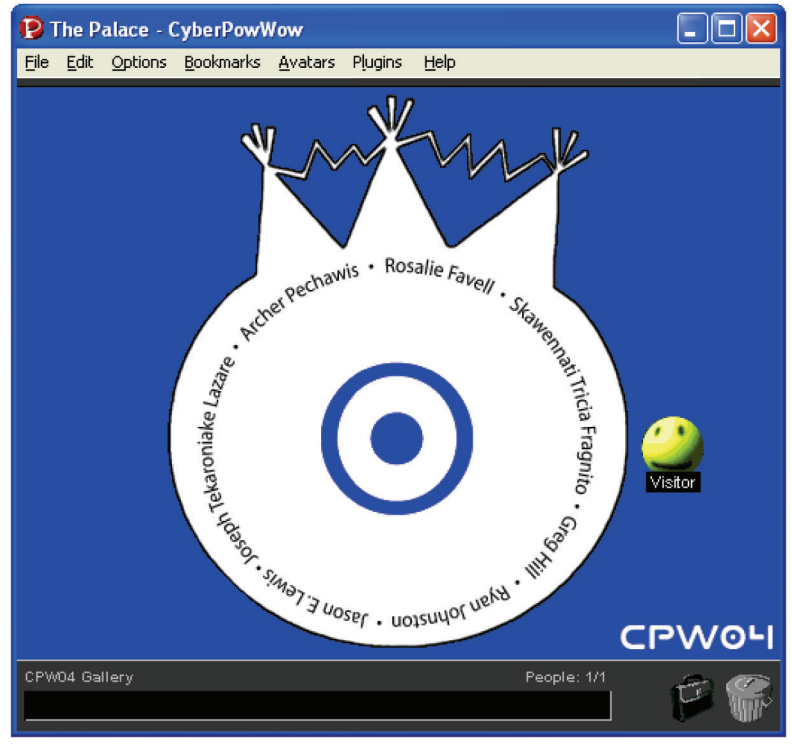 The Palace - CyberPowWow
File Edit Options Bookmarks Avatars Plugins Help
Rosalie Favell • Skawennati Tricia Fragnito • Greg Hill • Ryan Johnston • Jason E. Lewis • Joseph Tekaroniake Lazare • Archer Pechawis •
Visitor
CPW04
CPW04 Gallery People: 1/1